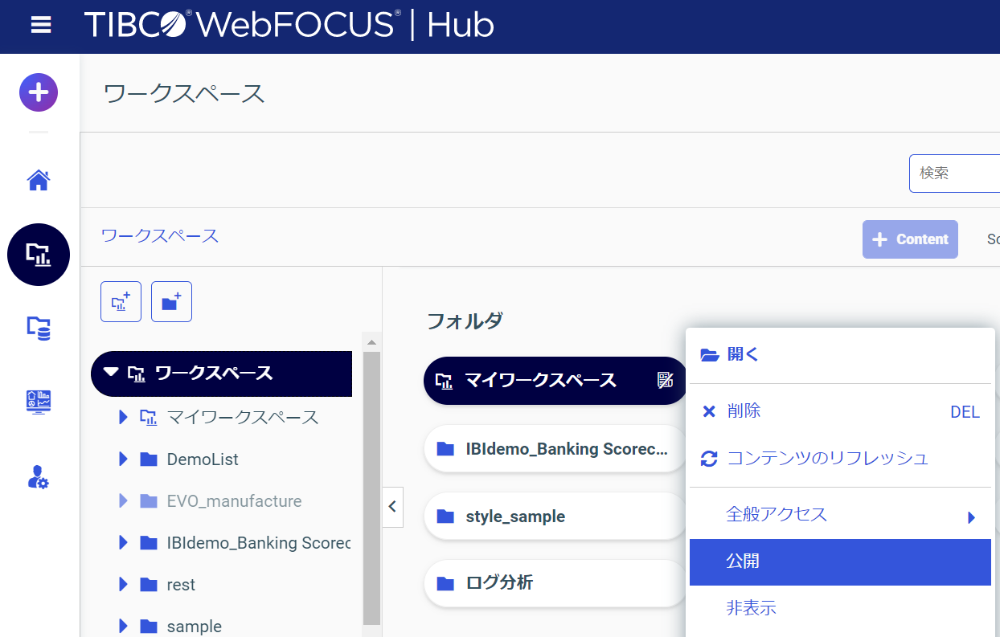 TIBCO® WebFOCUS® | Hub
ワークスペース
検索
ワークスペース
Content
フォルダ
ワークスペース
マイワークスペース
DemoList
EVO_manufacture
IBIdemo_Banking Scorec
rest
sample
マイワークスペース
IBIdemo_Banking Scorec...
style_sample
ログ分析
開く
削除 DEL
コンテンツのリフレッシュ
全般アクセス
公開
非表示